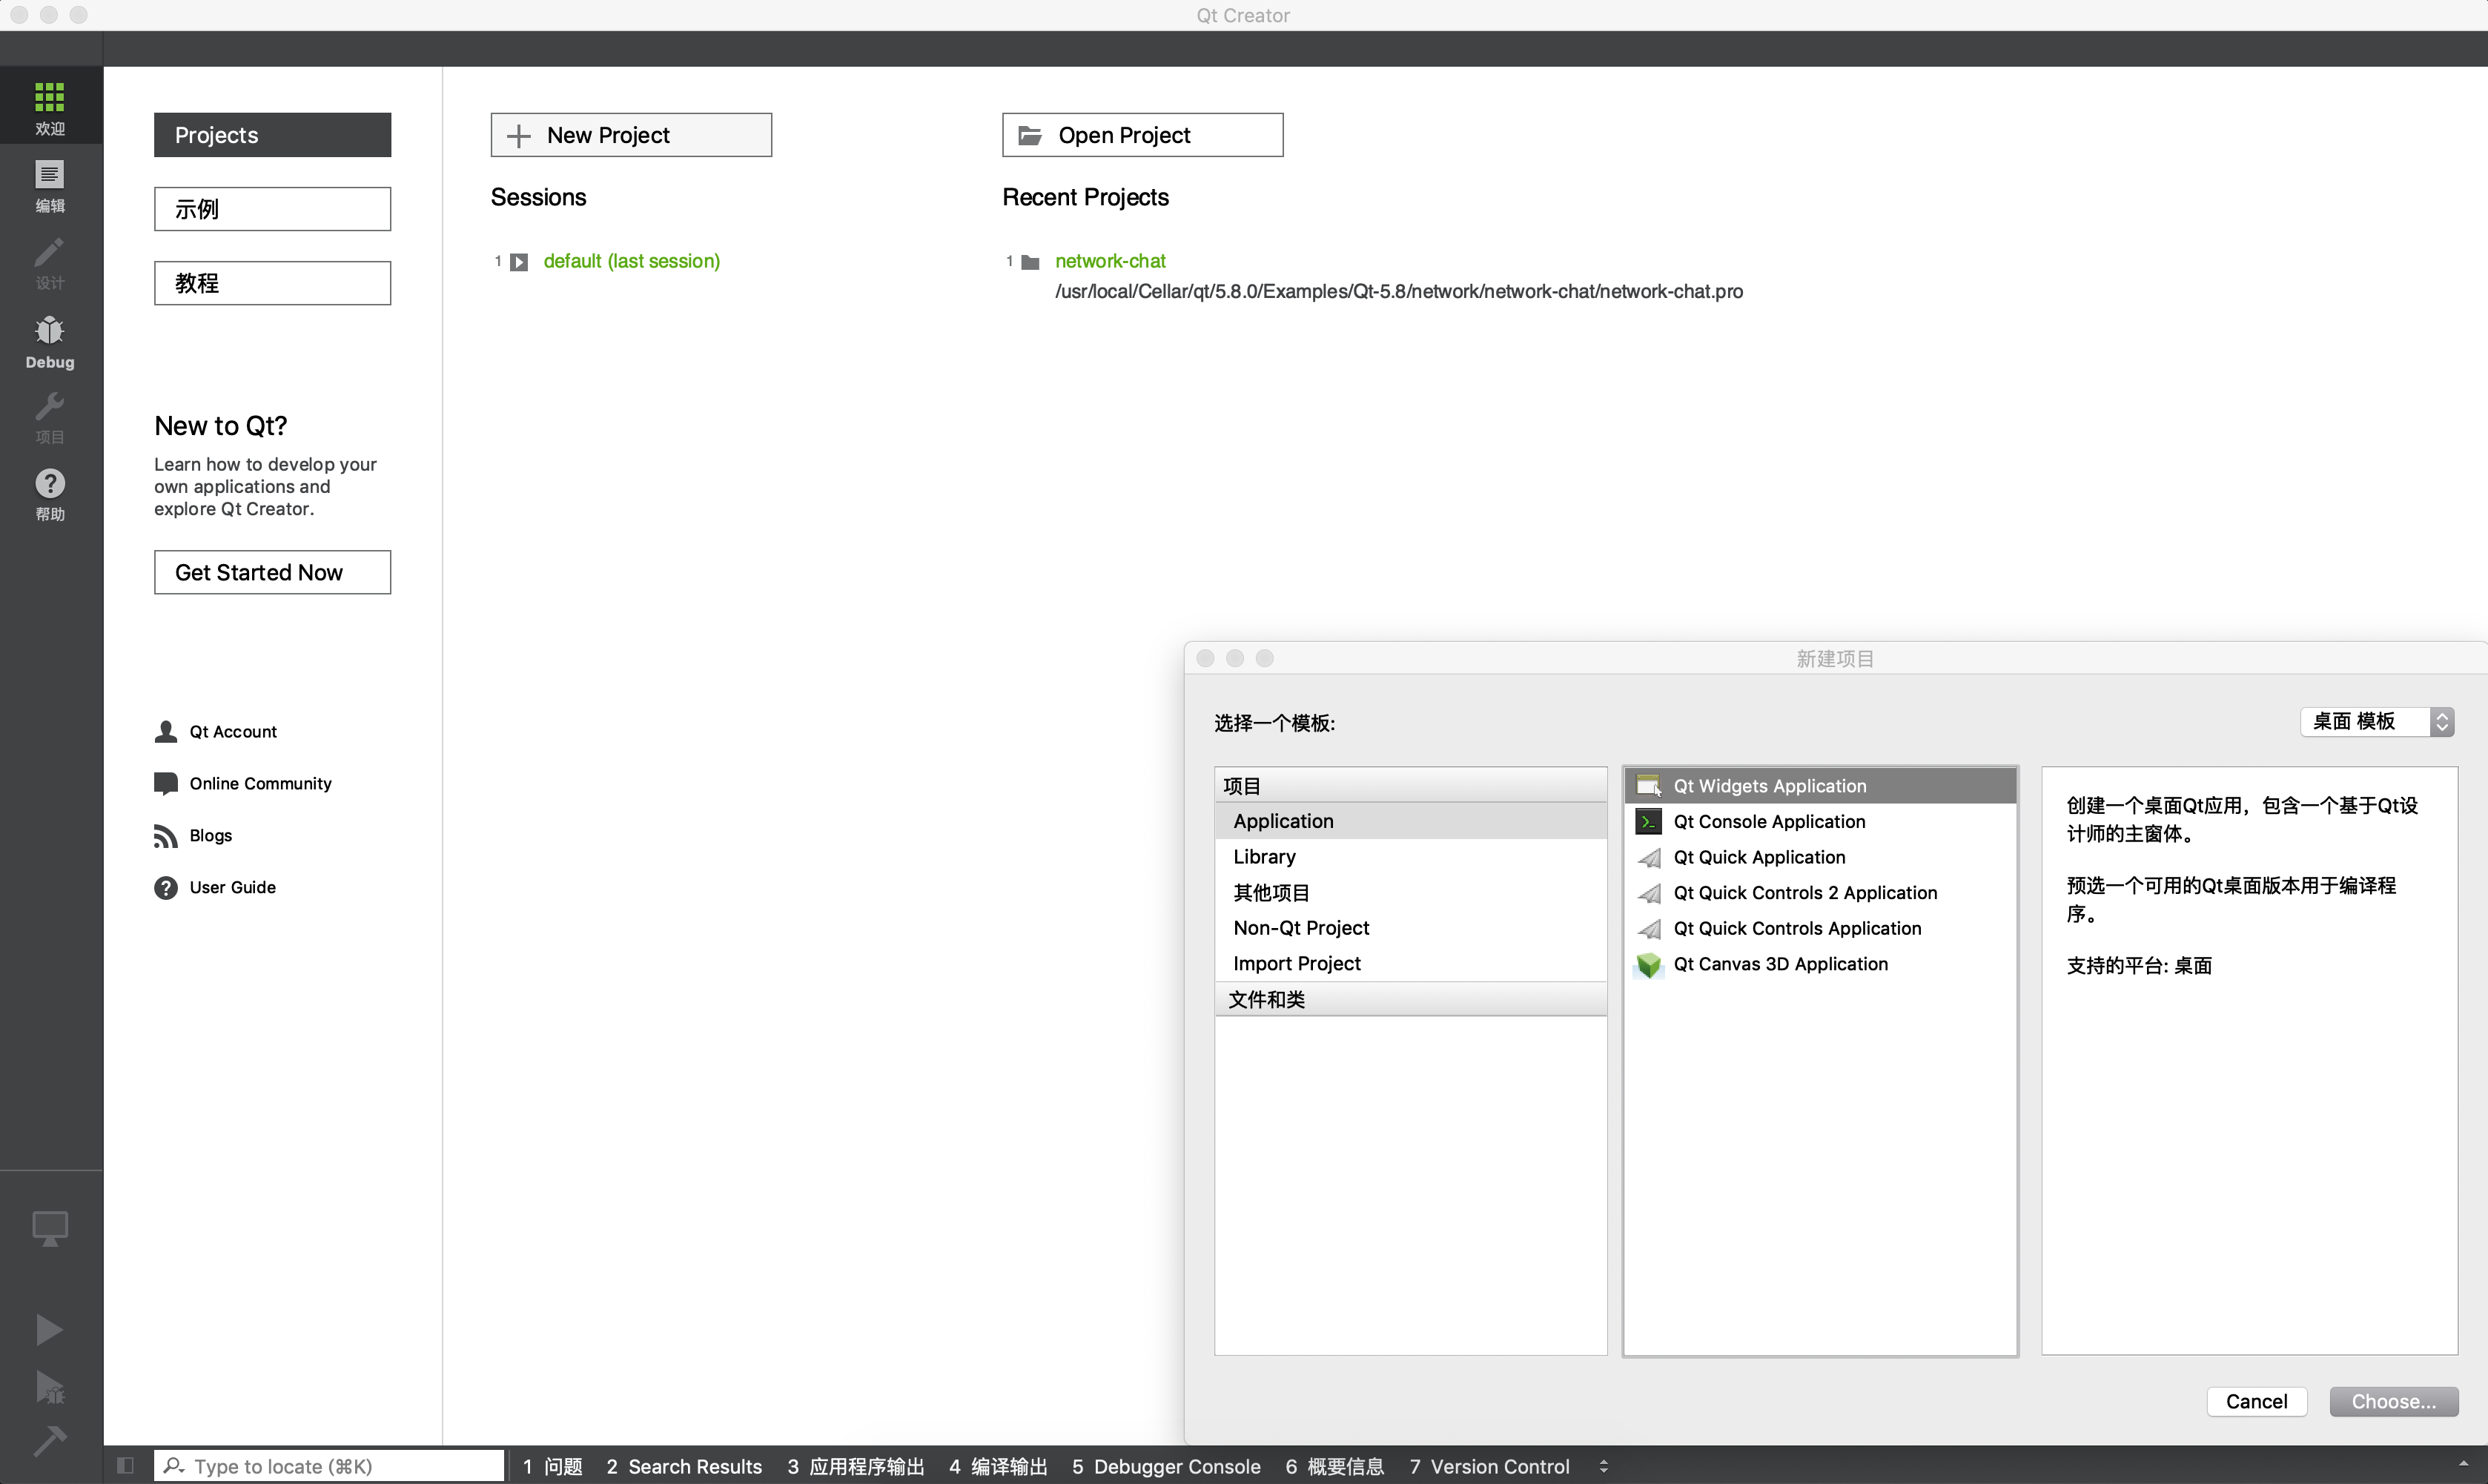 Qt Creator
欢迎
编辑
设计
Debug
项目
帮助
Projects
示例
教程
New to Qt?
Learn how to develop your
own applications and
explore Qt Creator.
Get Started Now
Qt Account
Online Community
Blogs
User Guide
New Project
Sessions
1 default (last session)
Open Project
Recent Projects
1 network-chat
/usr/local/Cellar/qt/5.8.0/Examples/Qt-5.8/network/network-chat/network-chat.pro
新建项目
选择一个模板:
桌面 模板
项目
Application
Library
其他项目
Non-Qt Project
Import Project
文件和类
Qt Widgets Application
Qt Console Application
Qt Quick Application
Qt Quick Controls 2 Application
Qt Quick Controls Application
Qt Canvas 3D Application
创建一个桌面Qt应用，包含一个基于Qt设
计师的主窗体。
预选一个可用的Qt桌面版本用于编译程
序。
支持的平台: 桌面
Cancel
Choose...
Type to locate (⌘K)
1 问题 2 Search Results 3 应用程序输出 4 编译输出 5 Debugger Console 6 概要信息 7 Version Control